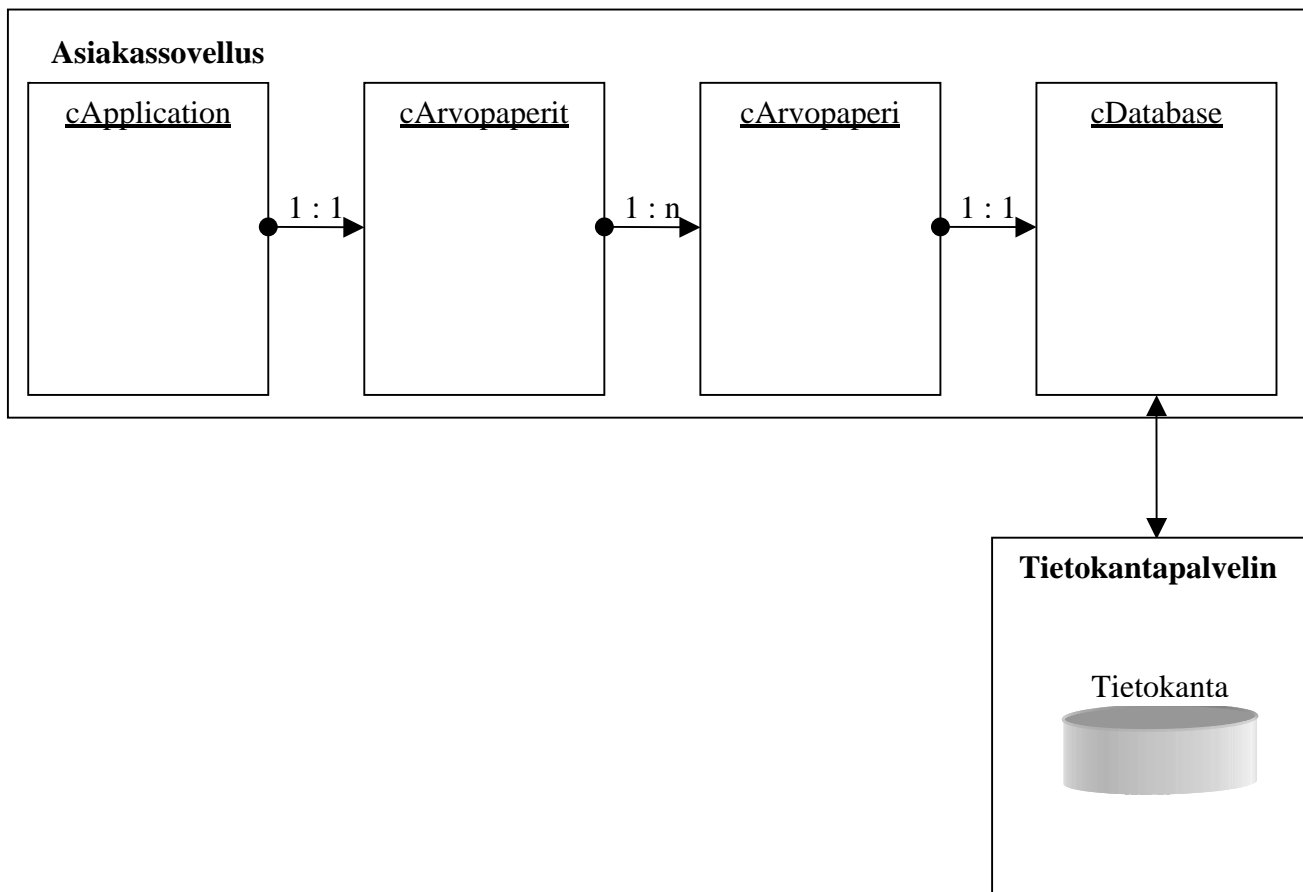 Asiakassovellus
cApplication
cArvopaperit
cArvopaperi
cDatabase
1 : 1
1 : n
1 : 1
Tietokantapalvelin
Tietokanta